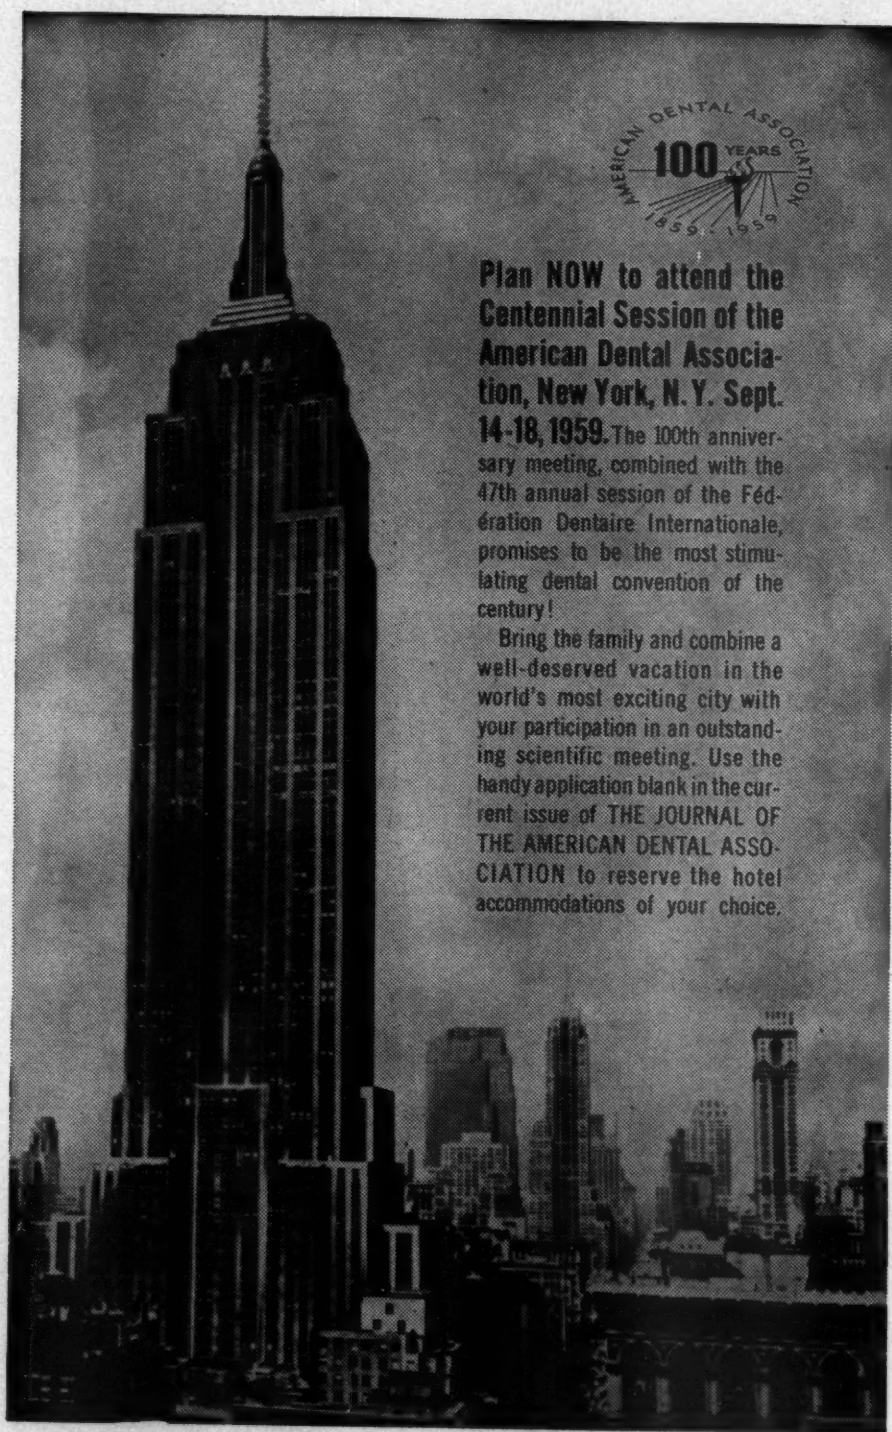 AMERICAN DENTAL ASSOCIATION
100 YEARS
1859-1959
Plan NOW to attend the
Centennial Session of the
American Dental Associa-
tion, New York, N.Y. Sept.
14-18, 1959. The 100th anniver-
sary meeting, combined with the
47th annual session of the Féd-
ération Dentaire Internationale,
promises to be the most stimu-
lating dental convention of the
century!
Bring the family and combine a
well-deserved vacation in the
world's most exciting city with
your participation in an outstand-
ing scientific meeting. Use the
handy application blank in the cur-
rent issue of THE JOURNAL OF
THE AMERICAN DENTAL ASSO-
CIATION to reserve the hotel
accommodations of your choice.